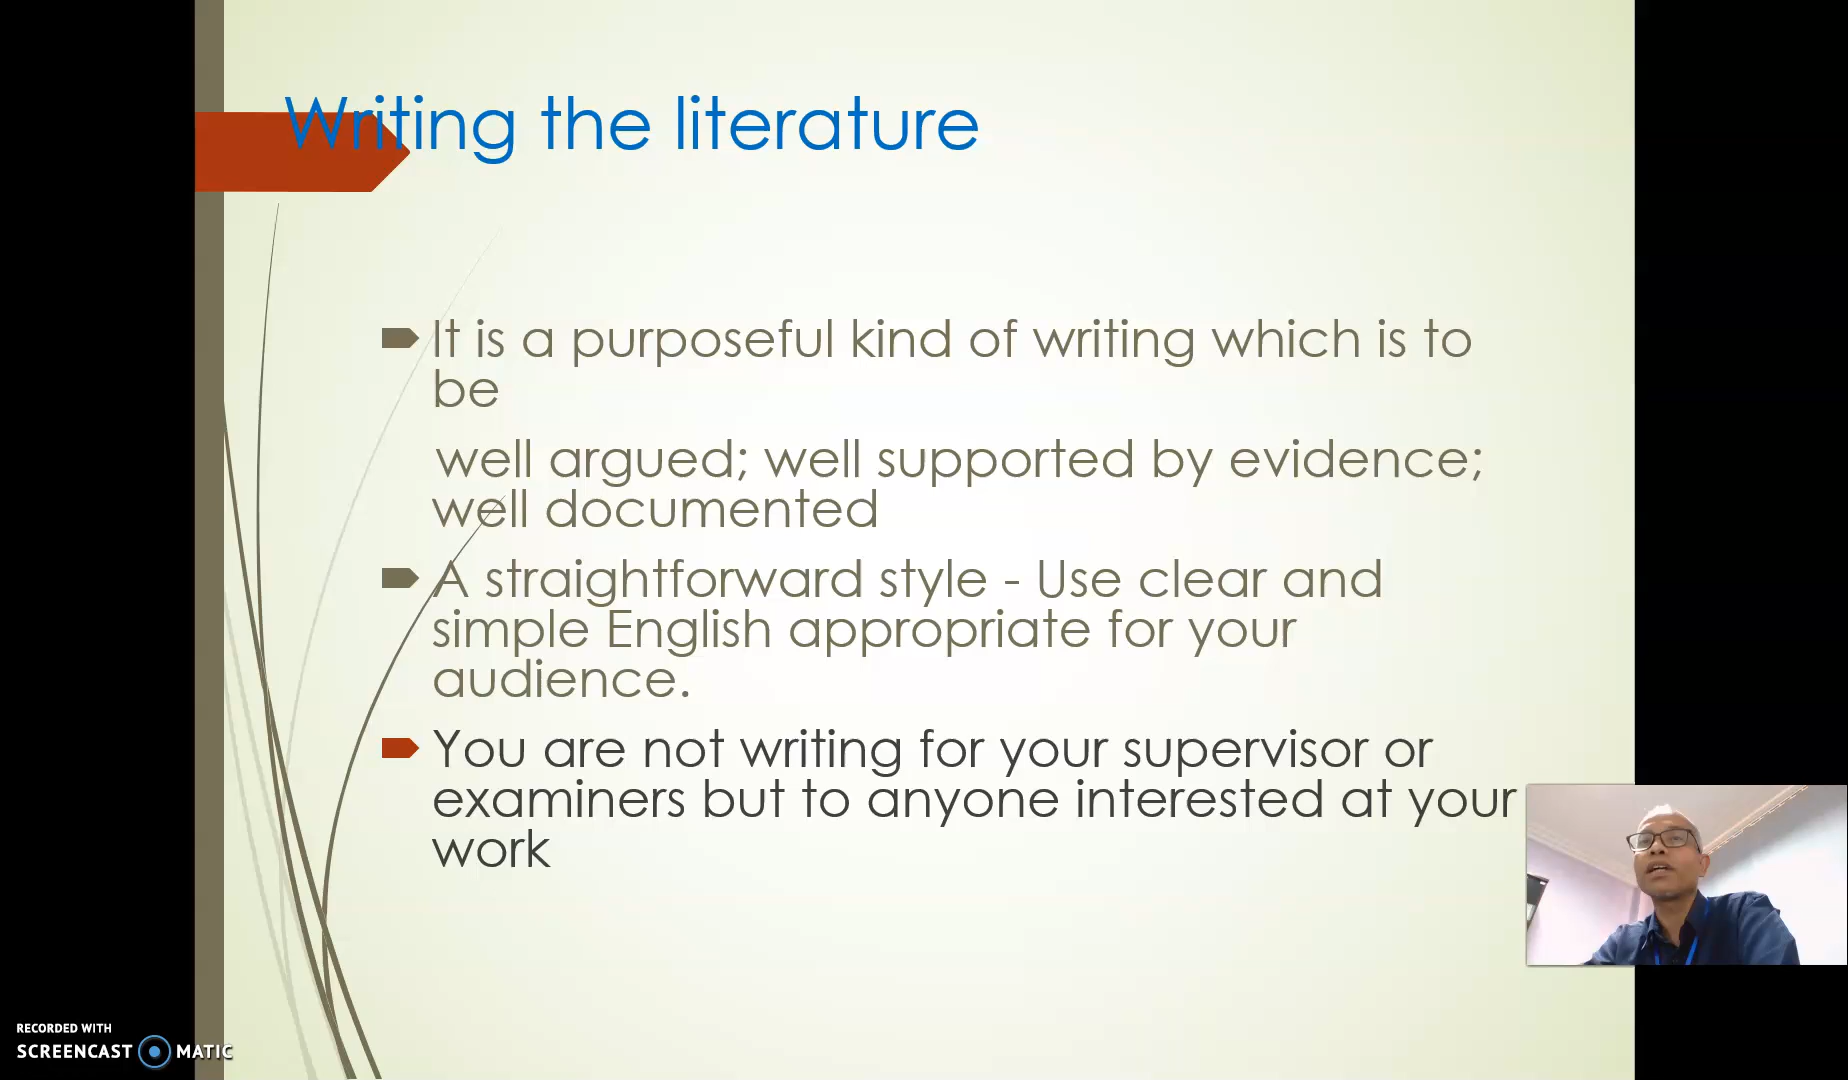 Writing the literature
It is a purposeful kind of writing which is to
be
well argued; well supported by evidence;
well documented
A straightforward style - Use clear and
simple English appropriate for your
audience.
You are not writing for your supervisor or
examiners but to anyone interested at your
work
RECORDED WITH
SCREENCAST MATIC